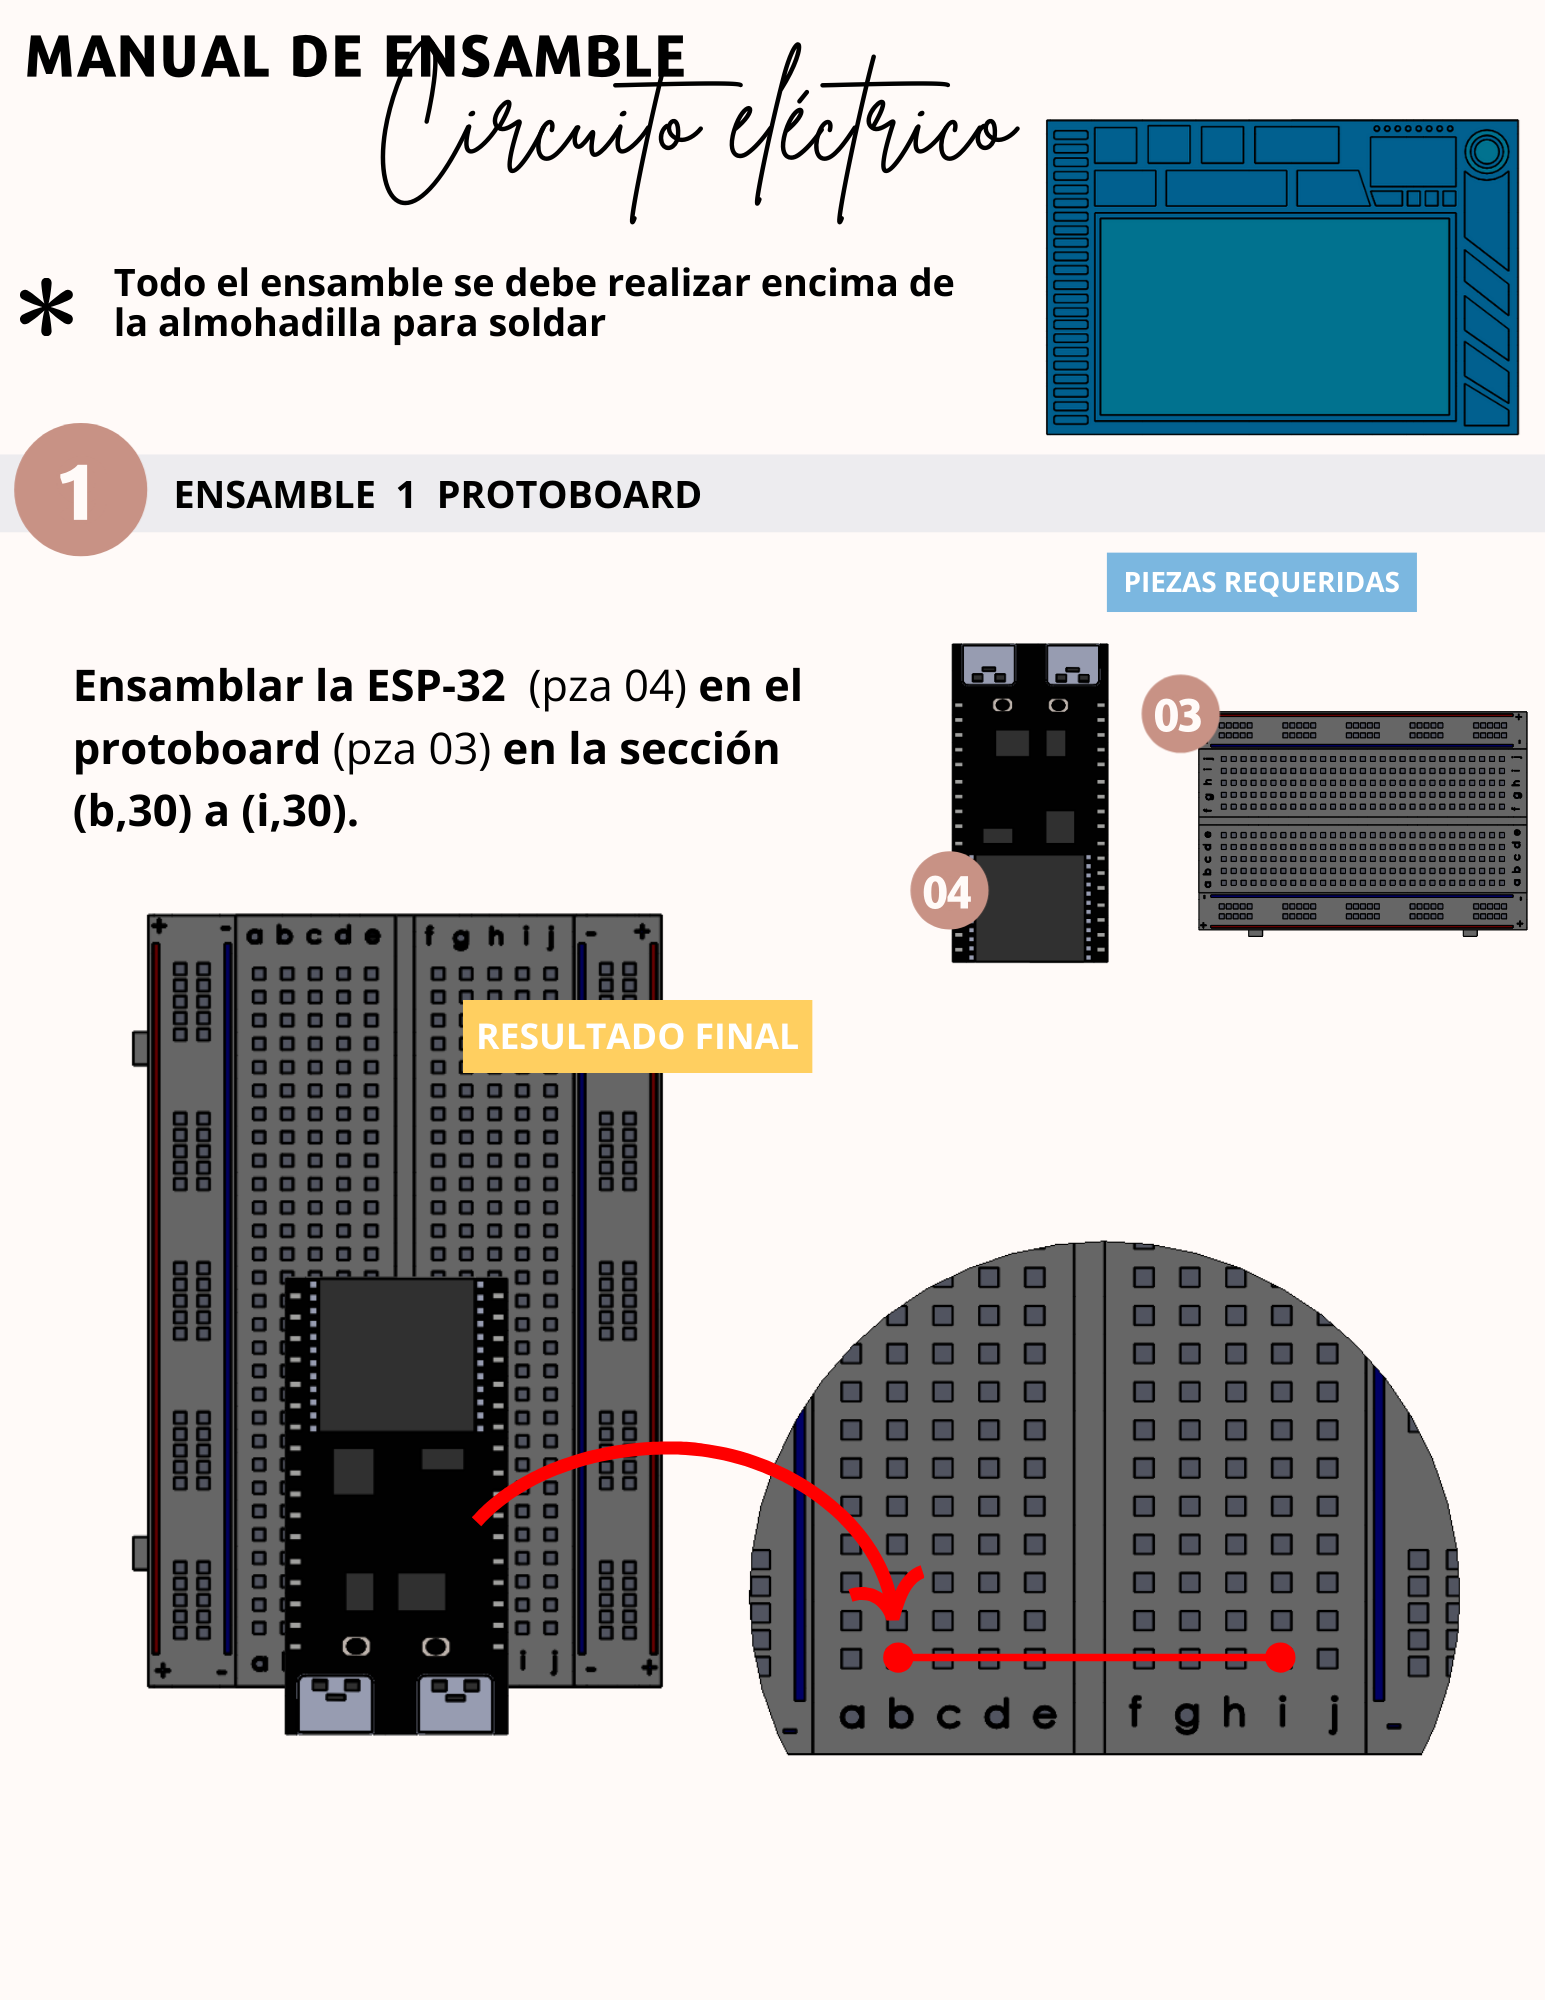 MANUAL DE ENSAMBLE
Circuito eléctrico
* Todo el ensamble se debe realizar encima de
la almohadilla para soldar
1 ENSAMBLE 1 PROTOBOARD
PIEZAS REQUERIDAS
Ensamblar la ESP-32 (pza 04) en el
protoboard (pza 03) en la sección
(b,30) a (i,30).
03
+
-
j i h g f
j i h g f
e d c b a
e d c b a
-
+
04
+ - a b c d e f g h i j - +
RESULTADO FINAL
+ - a i j - +
- a b c d e f g h i j -